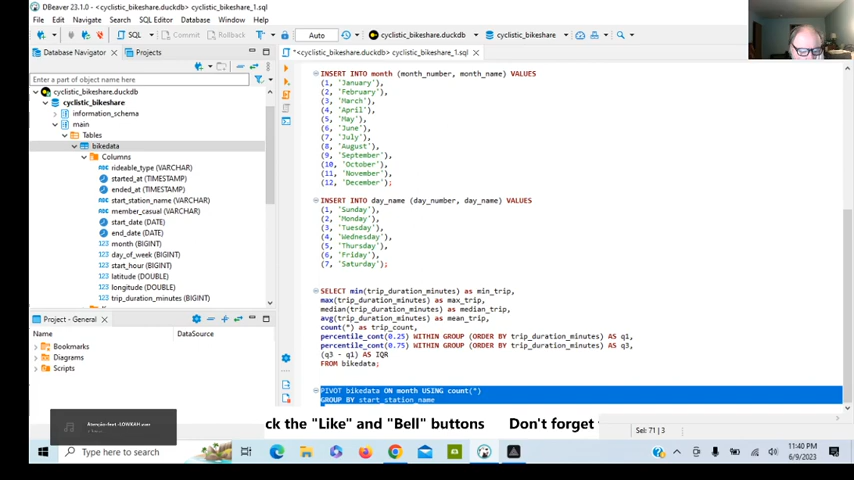 DBeaver 23.1.0 - cyclistic_bikeshare_1.sql
File Edit Navigate Search SQL Editor Database Window Help
SQL Commit Rollback Auto cyclistic_bikeshare.duckdb cyclistic_bikeshare
Database Navigator Projects
*<cyclistic_bikeshare.duckdb> cyclistic_bikeshare_1.sql
Enter a part of object name here
cyclistic_bikeshare.duckdb
cyclistic_bikeshare
information_schema
main
Tables
bikedata
Columns
rideable_type (VARCHAR)
started_at (TIMESTAMP)
ended_at (TIMESTAMP)
start_station_name (VARCHAR)
member_casual (VARCHAR)
start_date (DATE)
end_date (DATE)
month (BIGINT)
day_of_week (BIGINT)
start_hour (BIGINT)
latitude (DOUBLE)
longitude (DOUBLE)
trip_duration_minutes (BIGINT)
Project - General
Name DataSource
Bookmarks
Diagrams
Scripts
INSERT INTO month (month_number, month_name) VALUES
(1, 'January'),
(2, 'February'),
(3, 'March'),
(4, 'April'),
(5, 'May'),
(6, 'June'),
(7, 'July'),
(8, 'August'),
(9, 'September'),
(10, 'October'),
(11, 'November'),
(12, 'December');
INSERT INTO day_name (day_number, day_name) VALUES
(1, 'Sunday'),
(2, 'Monday'),
(3, 'Tuesday'),
(4, 'Wednesday'),
(5, 'Thursday'),
(6, 'Friday'),
(7, 'Saturday');
SELECT min(trip_duration_minutes) as min_trip,
max(trip_duration_minutes) as max_trip,
median(trip_duration_minutes) as median_trip,
avg(trip_duration_minutes) as mean_trip,
count(*) as trip_count,
percentile_cont(0.25) WITHIN GROUP (ORDER BY trip_duration_minutes) AS q1,
percentile_cont(0.75) WITHIN GROUP (ORDER BY trip_duration_minutes) AS q3,
(q3 - q1) AS IQR
FROM bikedata;
PIVOT bikedata ON month USING count(*)
GROUP BY start_station_name
ck the "Like" and "Bell" buttons Don't forget
Sel: 71 | 3
Type here to search
11:40 PM
6/9/2023